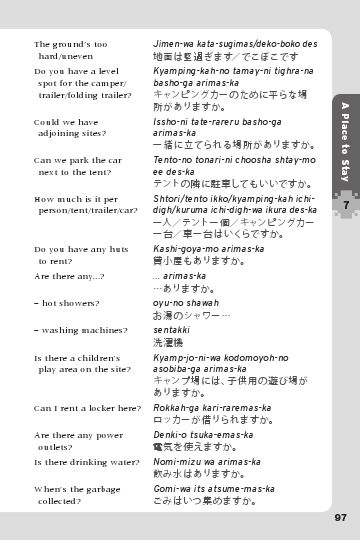 The ground's too
hard/uneven
Jimen-wa kata-sugimas/deko-boko des
地面は堅過ぎます／でこぼこです
Do you have a level
spot for the camper/
trailer/folding trailer?
Kyamping-kah-no tamay-ni tighra-na
basho-ga arimas-ka
キャンピングカーのために平らな場
所がありますか。
Could we have
adjoining sites?
Issho-ni tate-rareru basho-ga
arimas-ka
一緒に立てられる場所がありますか。
Can we park the car
next to the tent?
Tento-no tonari-ni choosha shtay-mo
ee des-ka
テントの隣に駐車してもいいですか。
How much is it per
person/tent/trailer/car?
Shtori/tento ikko/kyamping-kah ichi-
digh/kuruma ichi-digh-wa ikura des-ka
一人／テント一個／キャンピングカー
一台／車一台はいくらですか。
Do you have any huts
to rent?
Kashi-goya-mo arimas-ka
貸小屋もありますか。
Are there any...?
... arimas-ka
…ありますか。
– hot showers?
oyu-no shawah
お湯のシャワー…
– washing machines?
sentakki
洗濯機
Is there a children's
play area on the site?
Kyamp-jo-ni-wa kodomoyoh-no
asobiba-ga arimas-ka
キャンプ場には、子供用の遊び場が
ありますか。
Can I rent a locker here?
Rokkah-ga kari-raremas-ka
ロッカーが借りられますか。
Are there any power
outlets?
Denki-o tsuka-emas-ka
電気を使えますか。
Is there drinking water?
Nomi-mizu wa arimas-ka
飲み水はありますか。
When's the garbage
collected?
Gomi-wa its atsume-mas-ka
ごみはいつ集めますか。
A Place to Stay
7
97